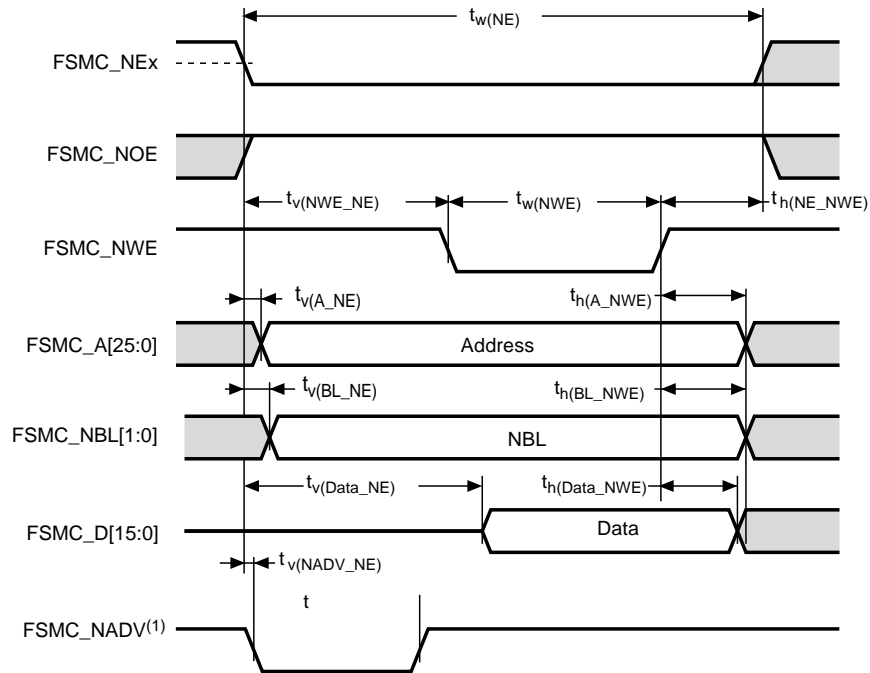 tw(NE)
FSMC_NEx
FSMC_NOE
tv(NWE_NE)
tw(NWE)
th(NE_NWE)
FSMC_NWE
tv(A_NE)
th(A_NWE)
FSMC_A[25:0]
Address
tv(BL_NE)
th(BL_NWE)
FSMC_NBL[1:0]
NBL
tv(Data_NE)
th(Data_NWE)
FSMC_D[15:0]
Data
tv(NADV_NE)
t
FSMC_NADV(1)